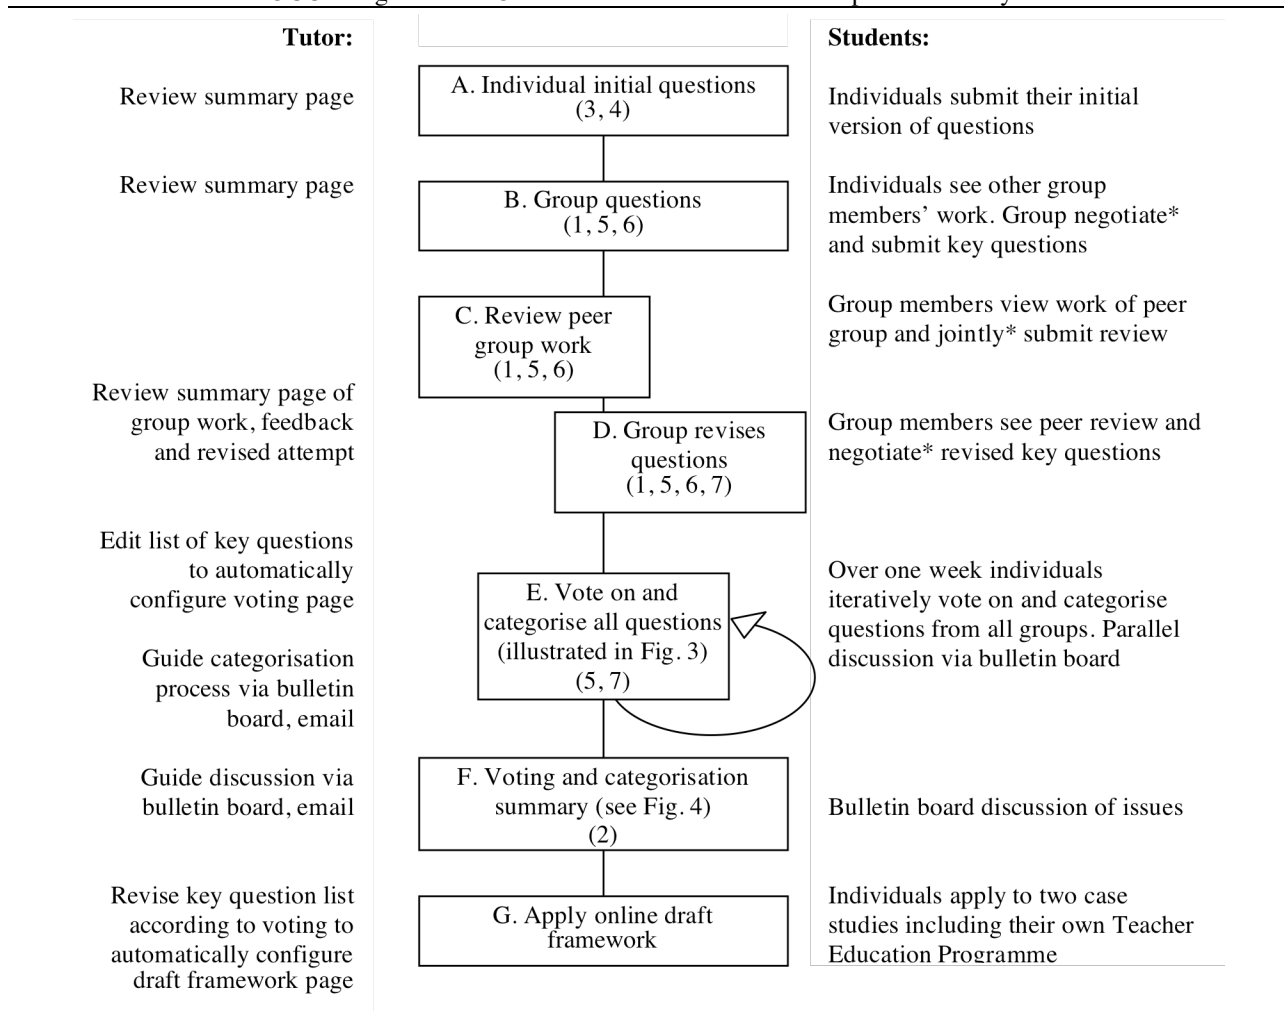 Tutor:
Students:
Review summary page
A. Individual initial questions
(3, 4)
Individuals submit their initial
version of questions
Review summary page
B. Group questions
(1, 5, 6)
Individuals see other group
members’ work. Group negotiate*
and submit key questions
C. Review peer
group work
(1, 5, 6)
Group members view work of peer
group and jointly* submit review
Review summary page of
group work, feedback
and revised attempt
D. Group revises
questions
(1, 5, 6, 7)
Group members see peer review and
negotiate* revised key questions
Edit list of key questions
to automatically
configure voting page
Guide categorisation
process via bulletin
board, email
E. Vote on and
categorise all questions
(illustrated in Fig. 3)
(5, 7)
Over one week individuals
iteratively vote on and categorise
questions from all groups. Parallel
discussion via bulletin board
Guide discussion via
bulletin board, email
F. Voting and categorisation
summary (see Fig. 4)
(2)
Bulletin board discussion of issues
Revise key question list
according to voting to
automatically configure
draft framework page
G. Apply online draft
framework
Individuals apply to two case
studies including their own Teacher
Education Programme